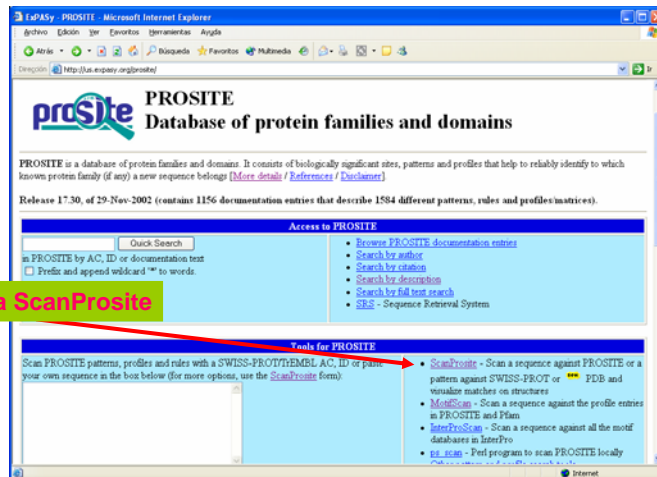 ExPASy - PROSITE - Microsoft Internet Explorer
Archivo Edición Ver Favoritos Herramientas Ayuda
Atrás Búsqueda Favoritos Multimedia
Dirección http://us.expasy.org/prosite/ Ir
prosite
PROSITE
Database of protein families and domains
PROSITE is a database of protein families and domains. It consists of biologically significant sites, patterns and profiles that help to reliably identify to which
known protein family (if any) a new sequence belongs [More details / References / Disclaimer].
Release 17.30, of 29-Nov-2002 (contains 1156 documentation entries that describe 1584 different patterns, rules and profiles/matrices).
Access to PROSITE
Quick Search
in PROSITE by AC, ID or documentation text
Prefix and append wildcard "*" to words.
Browse PROSITE documentation entries
Search by author
Search by citation
Search by description
Search by full text search
SRS - Sequence Retrieval System
a ScanProsite
Tools for PROSITE
Scan PROSITE patterns, profiles and rules with a SWISS-PROT/TrEMBL AC, ID or paste
your own sequence in the box below (for more options, use the ScanProsite form):
ScanProsite - Scan a sequence against PROSITE or a
pattern against SWISS-PROT or PDB and
visualize matches on structures
MotifScan - Scan a sequence against the profile entries
in PROSITE and Pfam
InterProScan - Scan a sequence against all the motif
databases in InterPro
ps_scan - Perl program to scan PROSITE locally
Other pattern and profile search tools
Internet